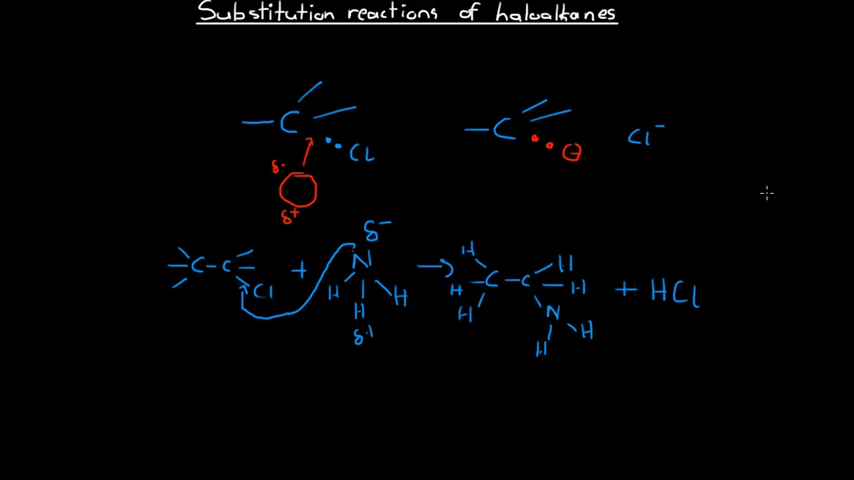 Substitution reactions of haloalkanes
C Cl C Θ Cl⁻
δ-
δ+
δ⁻
C-C Cl + N H H H → H H H C-C H H N H H + HCl
δ+